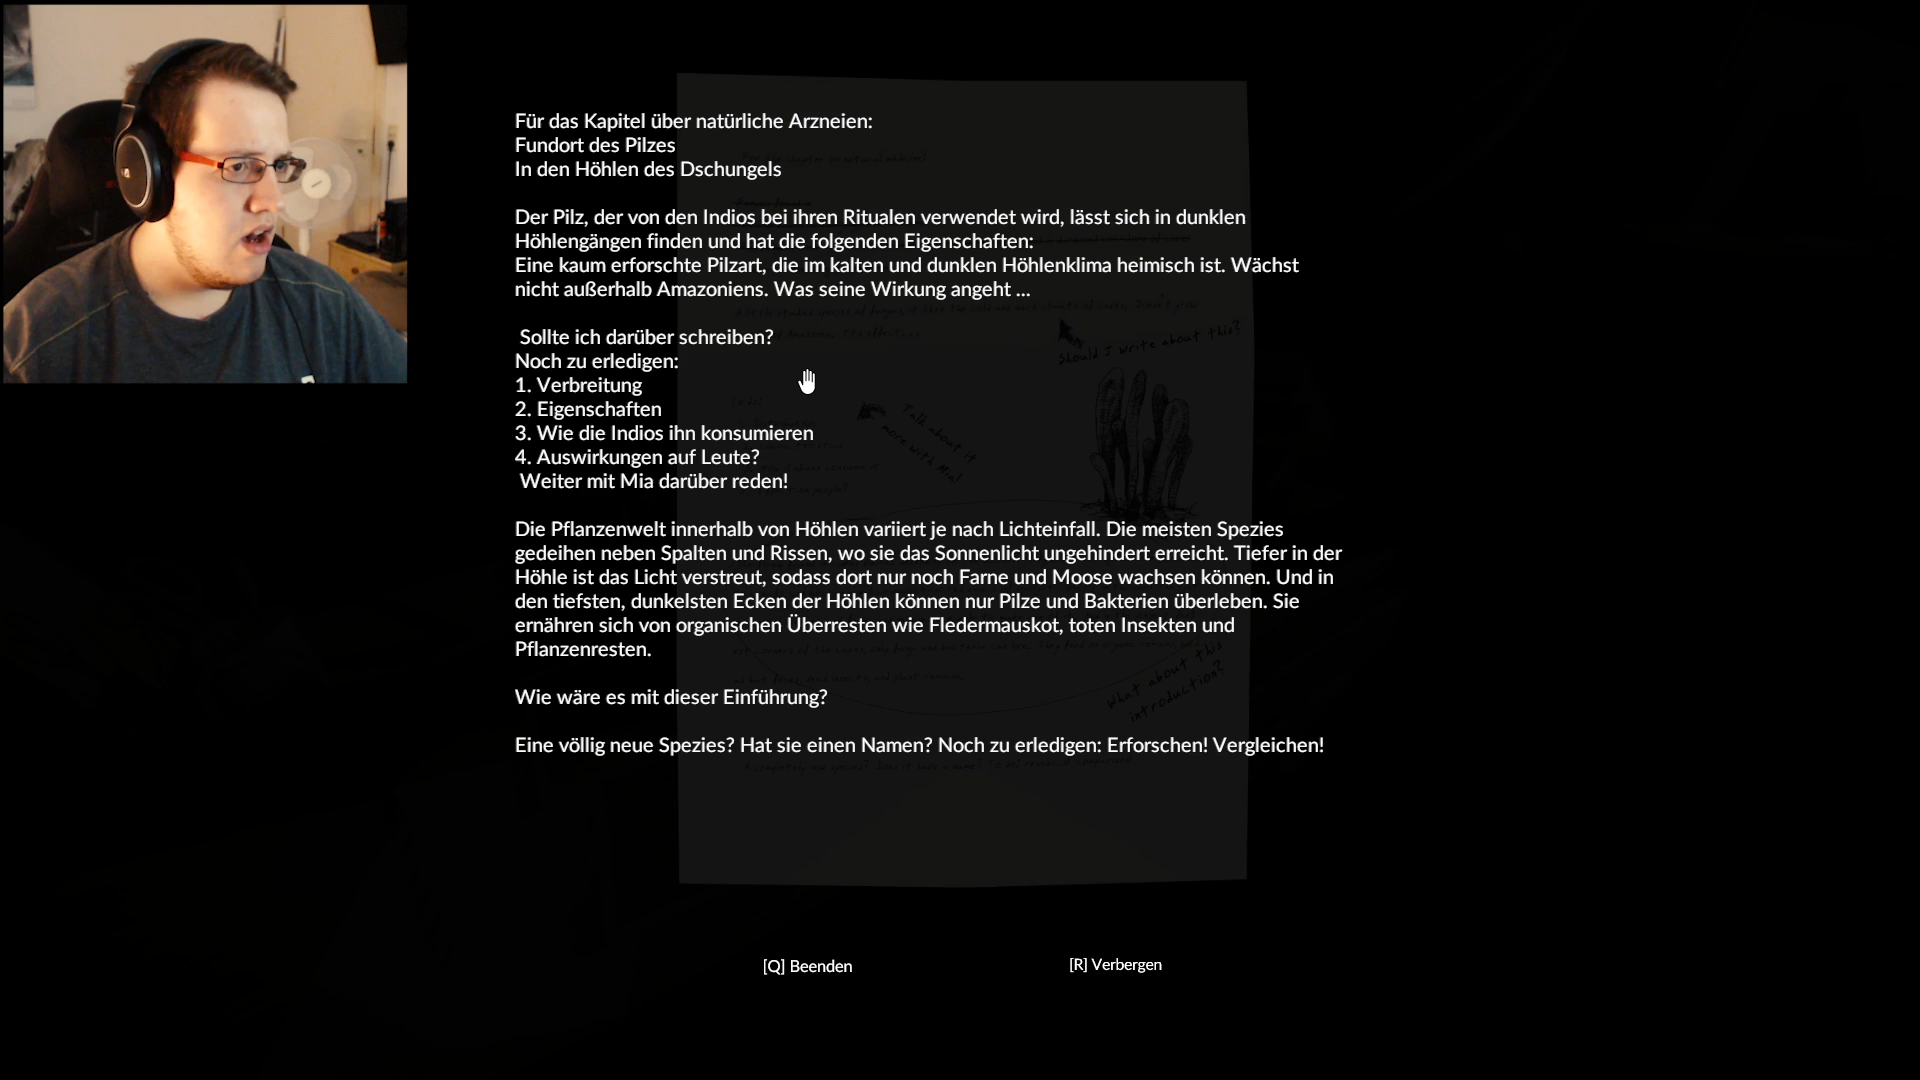 Für das Kapitel über natürliche Arzneien:
Fundort des Pilzes
In den Höhlen des Dschungels
Der Pilz, der von den Indios bei ihren Ritualen verwendet wird, lässt sich in dunklen
Höhlengängen finden und hat die folgenden Eigenschaften:
Eine kaum erforschte Pilzart, die im kalten und dunklen Höhlenklima heimisch ist. Wächst
nicht außerhalb Amazoniens. Was seine Wirkung angeht ...
Should I write about this?
Sollte ich darüber schreiben?
Noch zu erledigen:
1. Verbreitung
2. Eigenschaften
3. Wie die Indios ihn konsumieren
4. Auswirkungen auf Leute?
Weiter mit Mia darüber reden!
Talk about it
more with Mia!
Die Pflanzenwelt innerhalb von Höhlen variiert je nach Lichteinfall. Die meisten Spezies
gedeihen neben Spalten und Rissen, wo sie das Sonnenlicht ungehindert erreicht. Tiefer in der
Höhle ist das Licht verstreut, sodass dort nur noch Farne und Moose wachsen können. Und in
den tiefsten, dunkelsten Ecken der Höhlen können nur Pilze und Bakterien überleben. Sie
ernähren sich von organischen Überresten wie Fledermauskot, toten Insekten und
Pflanzenresten.
What about this
introduction?
Wie wäre es mit dieser Einführung?
Eine völlig neue Spezies? Hat sie einen Namen? Noch zu erledigen: Erforschen! Vergleichen!
[Q] Beenden
[R] Verbergen